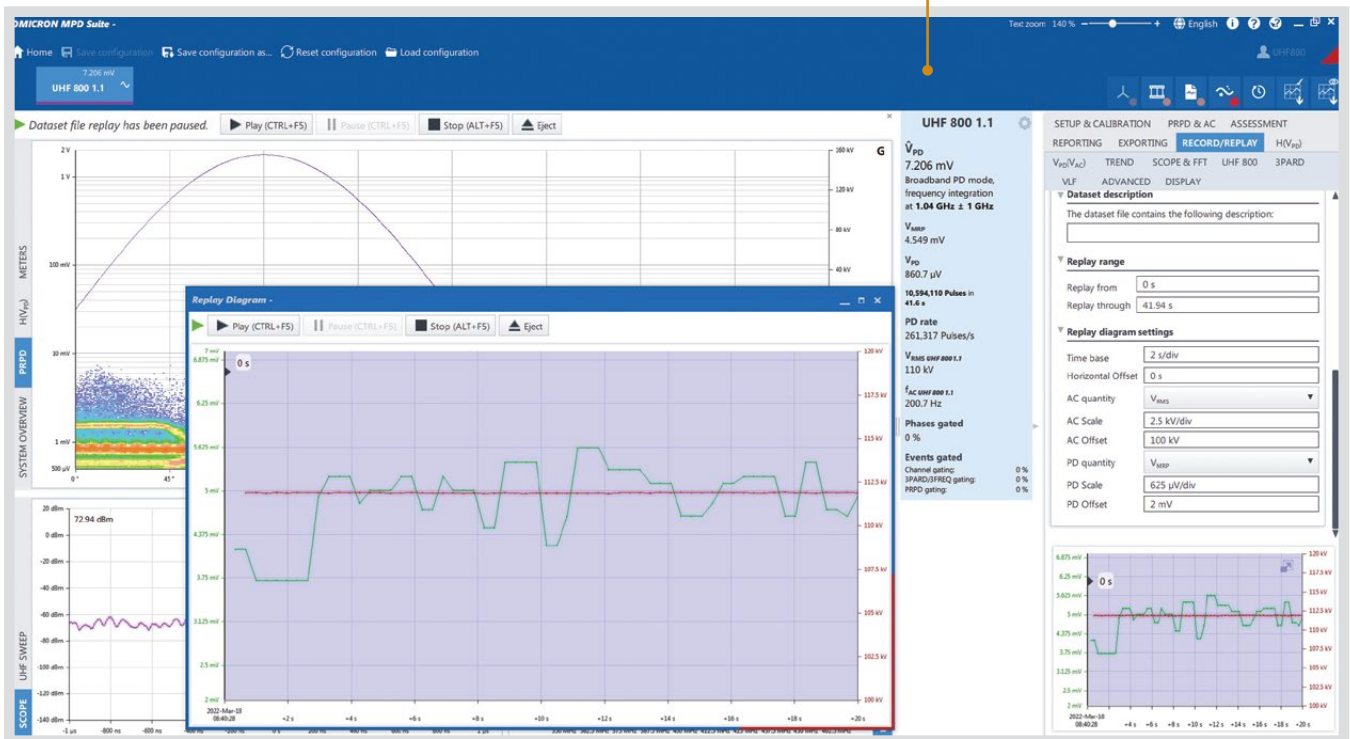 OMICRON MPD Suite -
Text zoom 140 % - + English
Home Save configuration Save configuration as... Reset configuration Load configuration
UHF800
7.206 mV
UHF 800 1.1
Dataset file replay has been paused. Play (CTRL+F5) Pause (CTRL+F5) Stop (ALT+F5) Eject
METERS
H(VPD)
PRPD
SYSTEM OVERVIEW
UHF SWEEP
SCOPE
2 V
1 V
100 mV
10 mV
1 mV
500 µV
0°
45°
160 kV
120 kV
80 kV
40 kV
G
20 dBm
0 dBm
-20 dBm
-40 dBm
-60 dBm
-80 dBm
-100 dBm
-120 dBm
-140 dBm
72.94 dBm
-1 µs -800 ns -600 ns
Replay Diagram -
Play (CTRL+F5) Pause (CTRL+F5) Stop (ALT+F5) Eject
7 mV
6.875 mV
6.25 mV
5.625 mV
5 mV
4.375 mV
3.75 mV
3.125 mV
2.5 mV
2 mV
0 s
120 kV
117.5 kV
115 kV
112.5 kV
110 kV
107.5 kV
105 kV
102.5 kV
100 kV
2022-Mar-18
08:40:28 +2 s +4 s +6 s +8 s +10 s +12 s +14 s +16 s +18 s +20 s
UHF 800 1.1
V̂PD
7.206 mV
Broadband PD mode,
frequency integration
at 1.04 GHz ± 1 GHz
VMRP
4.549 mV
VPD
860.7 µV
10,594,110 Pulses in
41.6 s
PD rate
261,317 Pulses/s
VRMS UHF 800 1.1
110 kV
fAC UHF 800 1.1
200.7 Hz
Phases gated
0 %
Events gated
Channel gating: 0 %
3PARD/3FREQ gating: 0 %
PRPD gating: 0 %
SETUP & CALIBRATION PRPD & AC ASSESSMENT
REPORTING EXPORTING RECORD/REPLAY H(VPD)
VPD(VAC) TREND SCOPE & FFT UHF 800 3PARD
VLF ADVANCED DISPLAY
Dataset description
The dataset file contains the following description:
Replay range
Replay from 0 s
Replay through 41.94 s
Replay diagram settings
Time base 2 s/div
Horizontal Offset 0 s
AC quantity VRMS
AC Scale 2.5 kV/div
AC Offset 100 kV
PD quantity VMRP
PD Scale 625 µV/div
PD Offset 2 mV
6.875 mV
6.25 mV
5.625 mV
5 mV
4.375 mV
3.75 mV
3.125 mV
2.5 mV
2 mV
0 s
120 kV
117.5 kV
115 kV
112.5 kV
110 kV
107.5 kV
105 kV
102.5 kV
100 kV
2022-Mar-18
08:40:28 +4 s +6 s +8 s +10 s +12 s +14 s +16 s +18 s +20 s